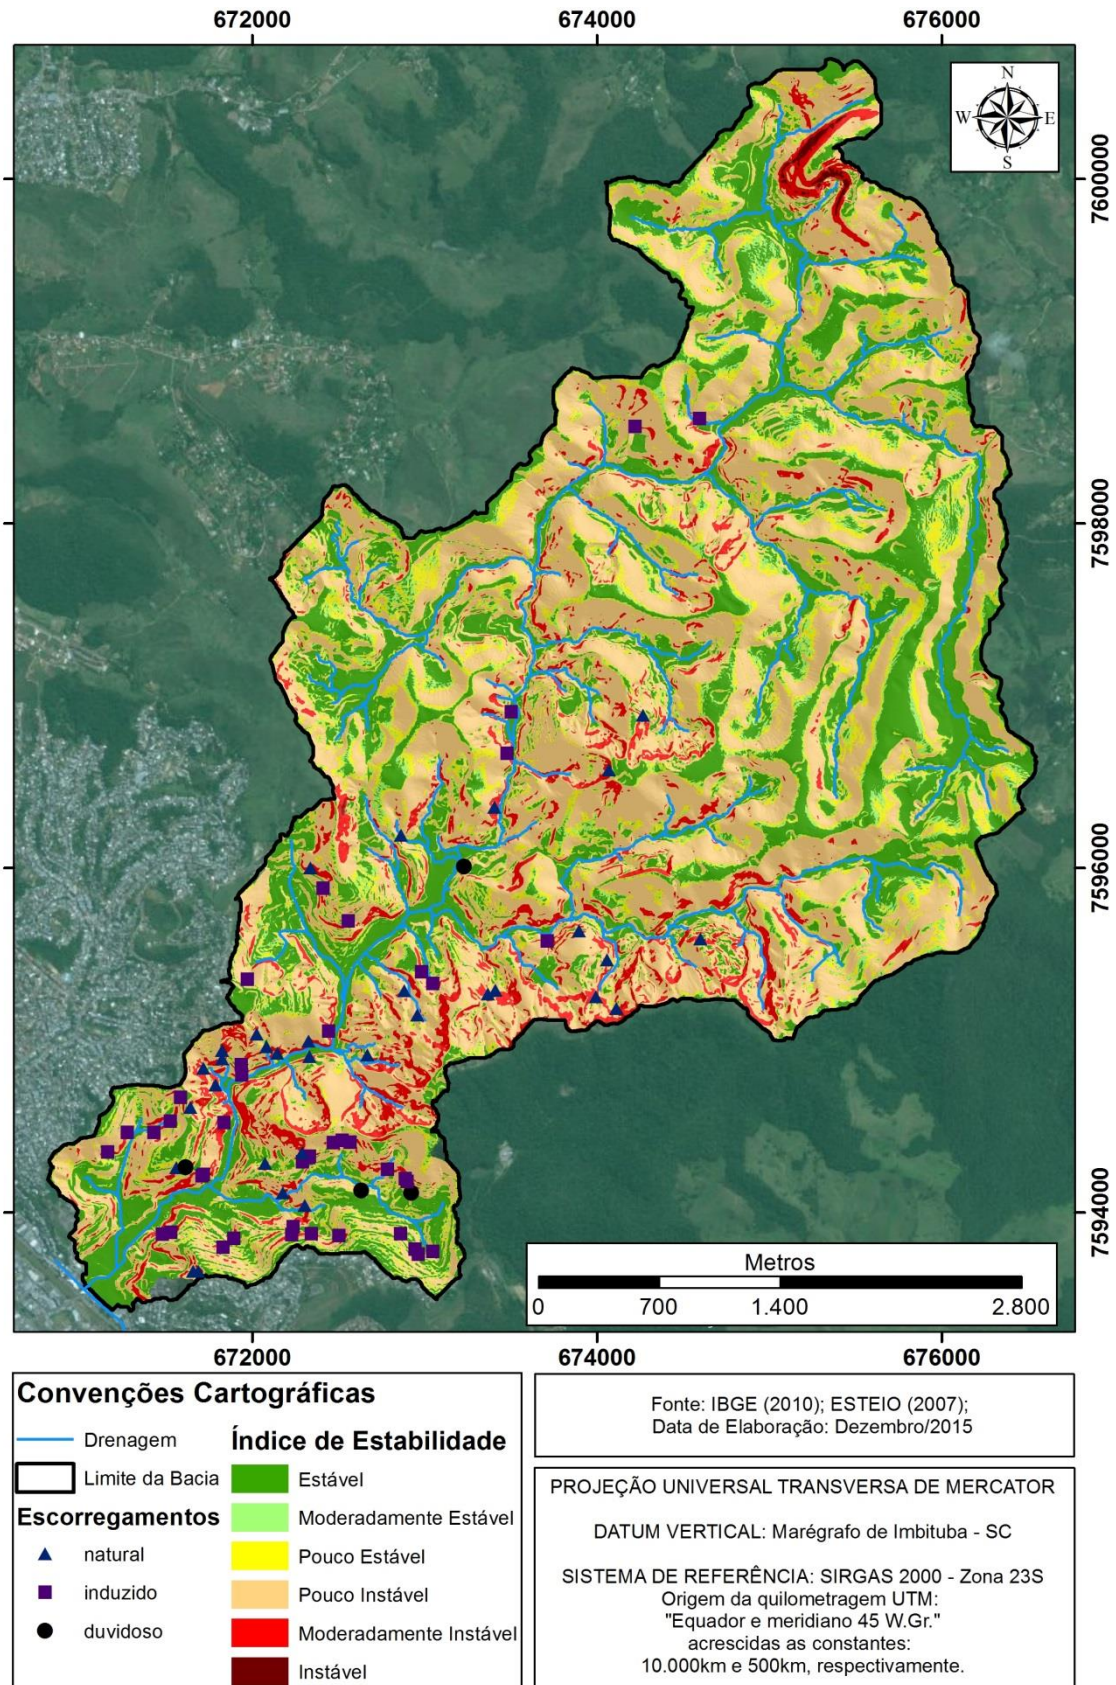 672000
674000
676000
N
W
E
S
7600000
7598000
7596000
7594000
Metros
0
700
1.400
2.800
672000
674000
676000
Convenções Cartográficas
Drenagem
Limite da Bacia
Escorregamentos
natural
induzido
duvidoso
Índice de Estabilidade
Estável
Moderadamente Estável
Pouco Estável
Pouco Instável
Moderadamente Instável
Instável
Fonte: IBGE (2010); ESTEIO (2007);
Data de Elaboração: Dezembro/2015
PROJEÇÃO UNIVERSAL TRANSVERSA DE MERCATOR
DATUM VERTICAL: Marégrafo de Imbituba - SC
SISTEMA DE REFERÊNCIA: SIRGAS 2000 - Zona 23S
Origem da quilometragem UTM:
"Equador e meridiano 45 W.Gr."
acrescidas as constantes:
10.000km e 500km, respectivamente.